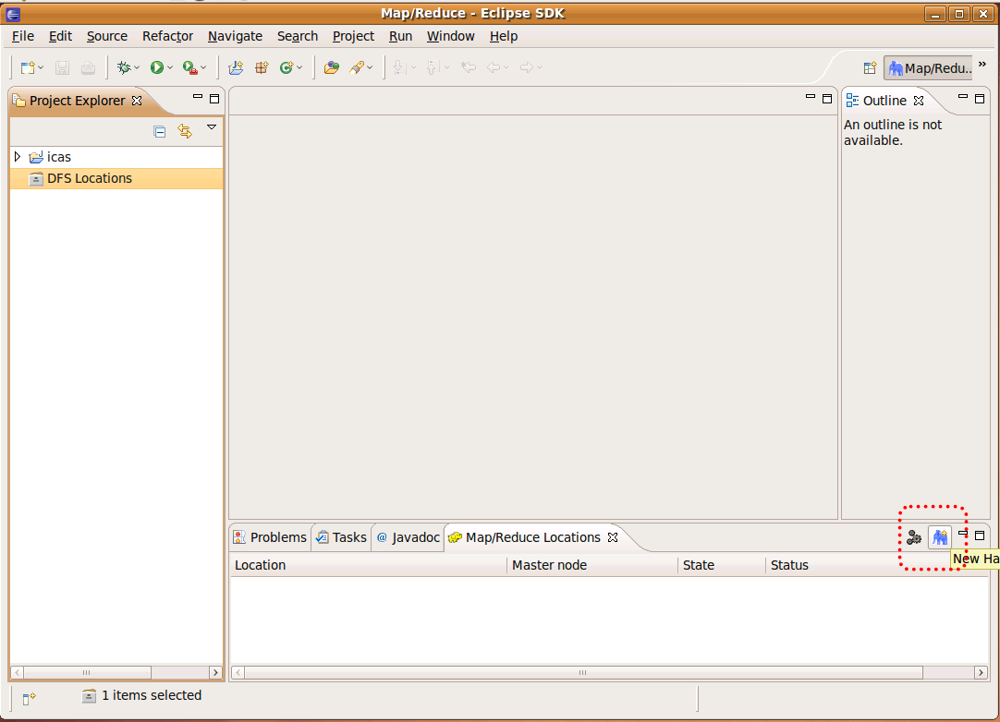 Map/Reduce - Eclipse SDK
File Edit Source Refactor Navigate Search Project Run Window Help
Map/Redu.. »
Project Explorer
Outline
An outline is not
available.
icas
DFS Locations
Problems Tasks @ Javadoc Map/Reduce Locations
New Ha
Location Master node State Status
1 items selected